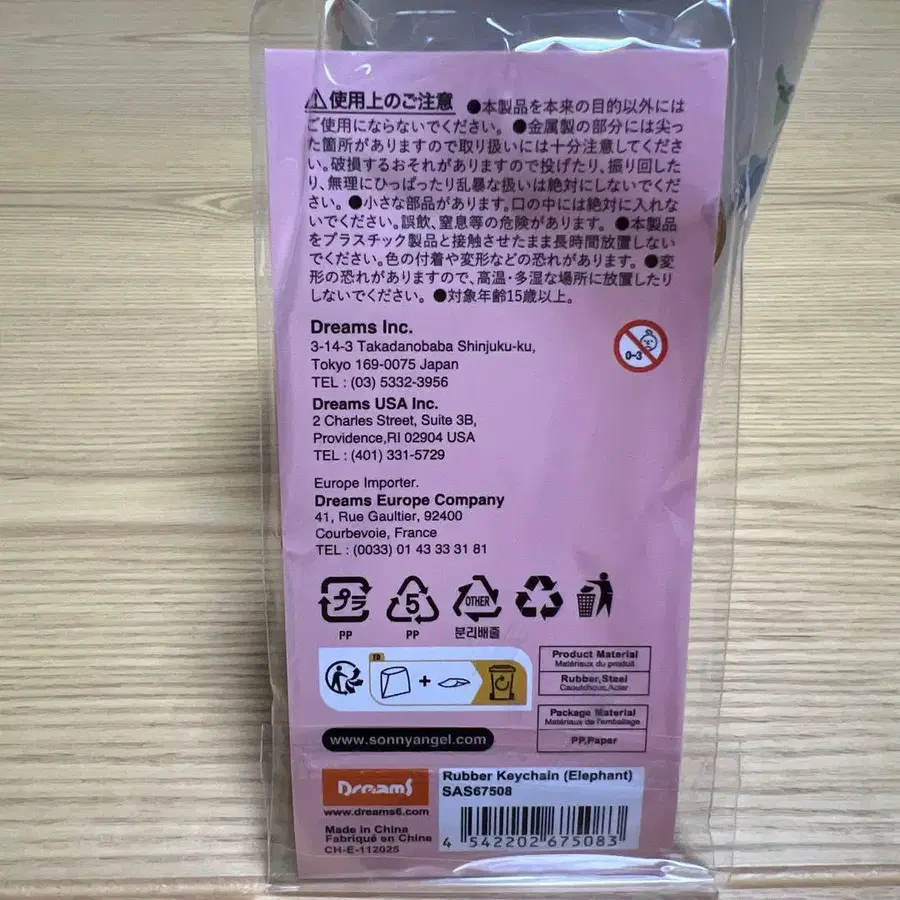 ⚠使用上のご注意 ●本製品を本来の目的以外には
ご使用にならないでください。●金属製の部分には尖っ
た箇所がありますので取り扱いには十分注意してくださ
い。破損するおそれがありますので投げたり、振り回した
り、無理にひっぱったり乱暴な扱いは絶対にしないでくだ
さい。●小さな部品があります。口の中には絶対に入れな
いでください。誤飲、窒息等の危険があります。●本製品
をプラスチック製品と接触させたまま長時間放置しない
でください。色の付着や変形などの恐れがあります。●変
形の恐れがありますので、高温・多湿な場所に放置したり
しないでください。●対象年齢15歳以上。
0-3
Dreams Inc.
3-14-3 Takadanobaba Shinjuku-ku,
Tokyo 169-0075 Japan
TEL : (03) 5332-3956
Dreams USA Inc.
2 Charles Street, Suite 3B,
Providence,RI 02904 USA
TEL : (401) 331-5729
Europe Importer.
Dreams Europe Company
41, Rue Gaultier, 92400
Courbevoie, France
TEL : (0033) 01 43 33 31 81
プラ 5 OTHER
PP PP 분리배출
FR
+
Product Material
Matériaux du produit
Rubber,Steel
Caoutchouc,Acier
Package Material
Matériaux de l'emballage
PP,Paper
www.sonnyangel.com
Dreams
www.dreams6.com
Made in China
Fabriqué en Chine
CH-E-112025
Rubber Keychain (Elephant)
SAS67508
4 542202 675083